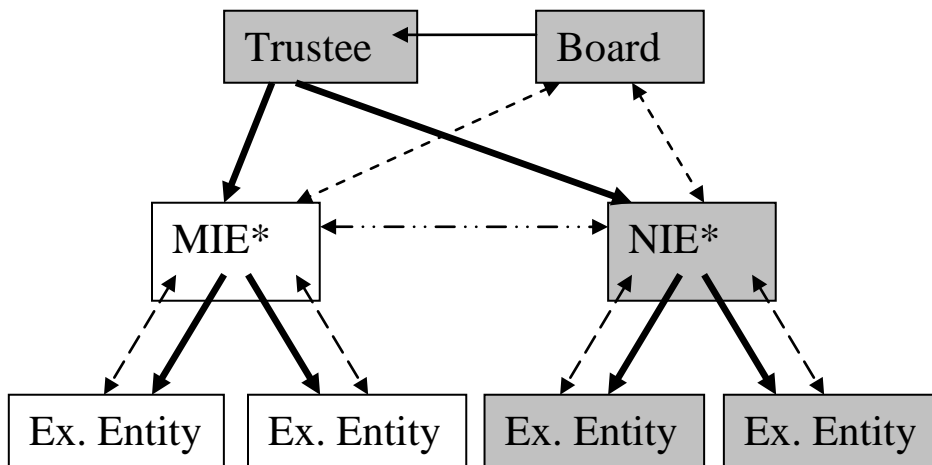 Trustee
Board
MIE*
NIE*
Ex. Entity
Ex. Entity
Ex. Entity
Ex. Entity